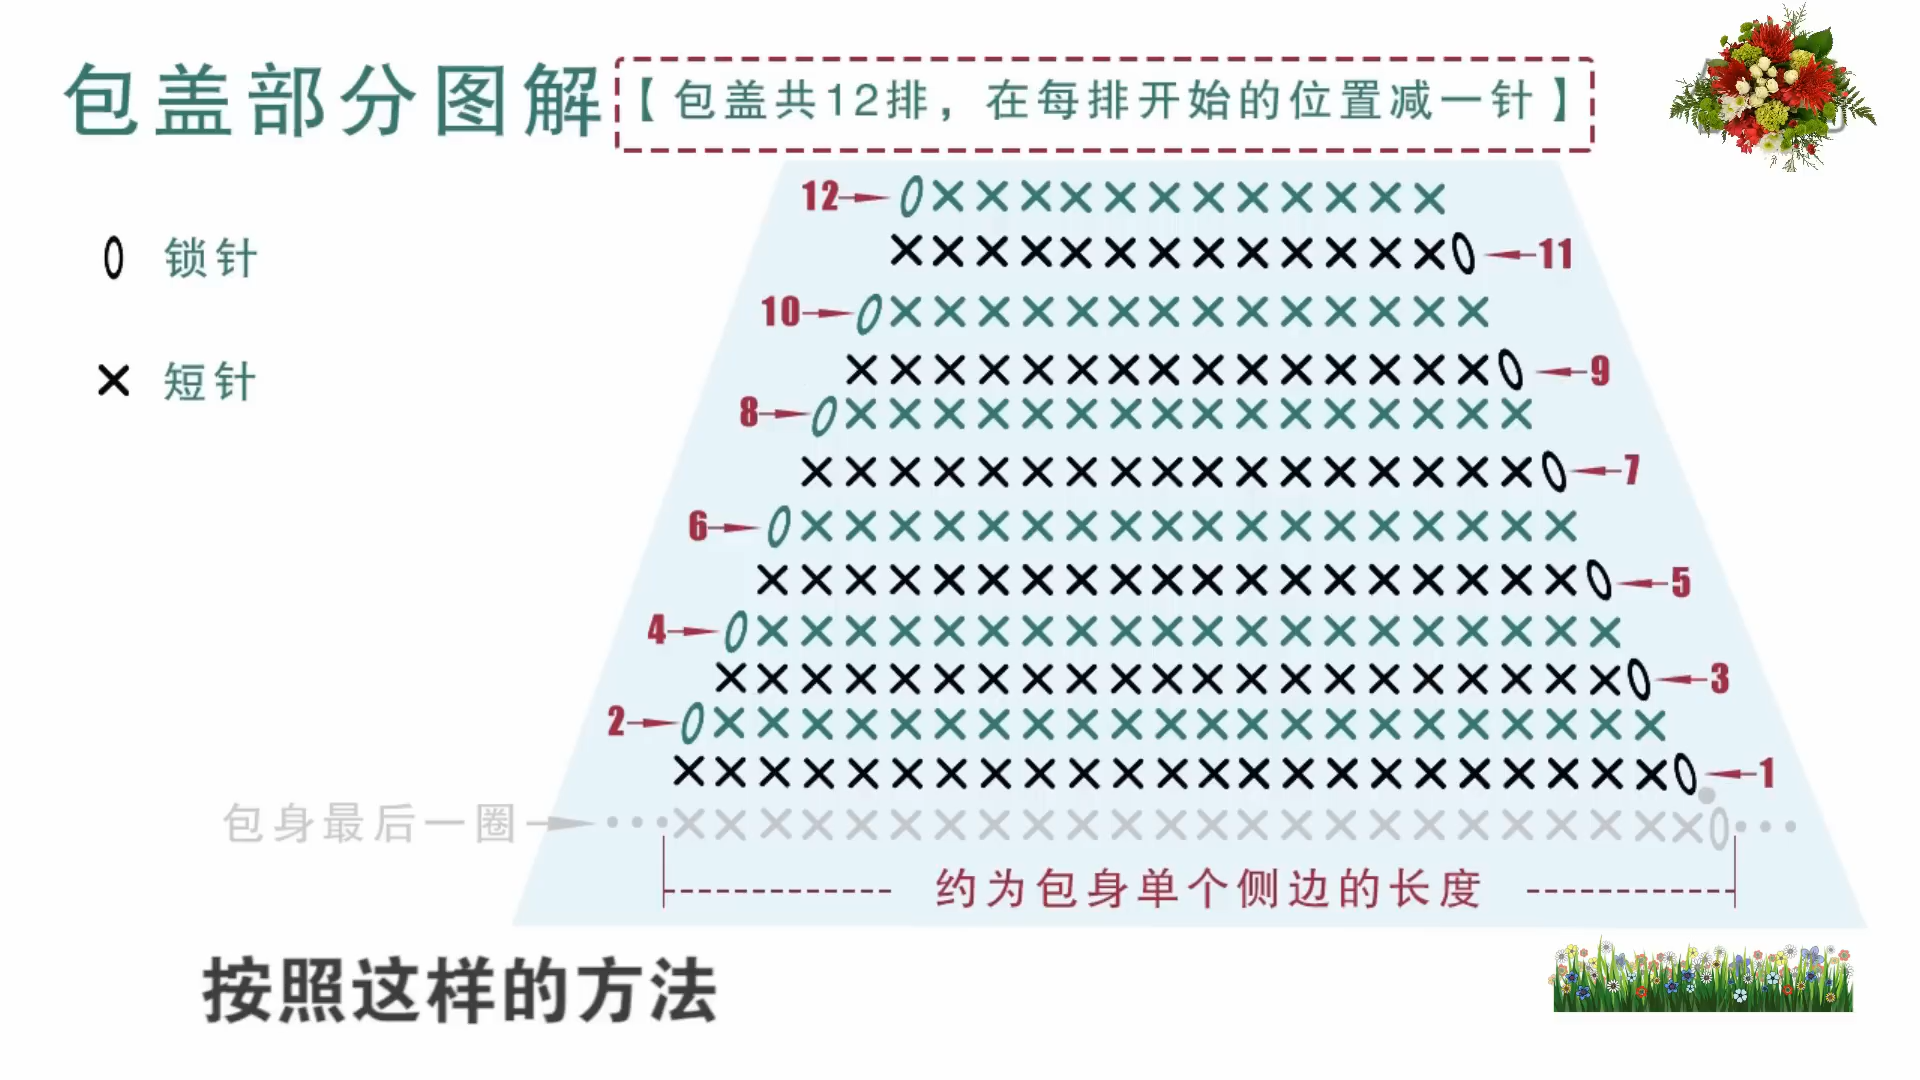 包盖部分图解【包盖共12排，在每排开始的位置减一针】
锁针
短针
12
11
10
9
8
7
6
5
4
3
2
1
包身最后一圈
约为包身单个侧边的长度
按照这样的方法